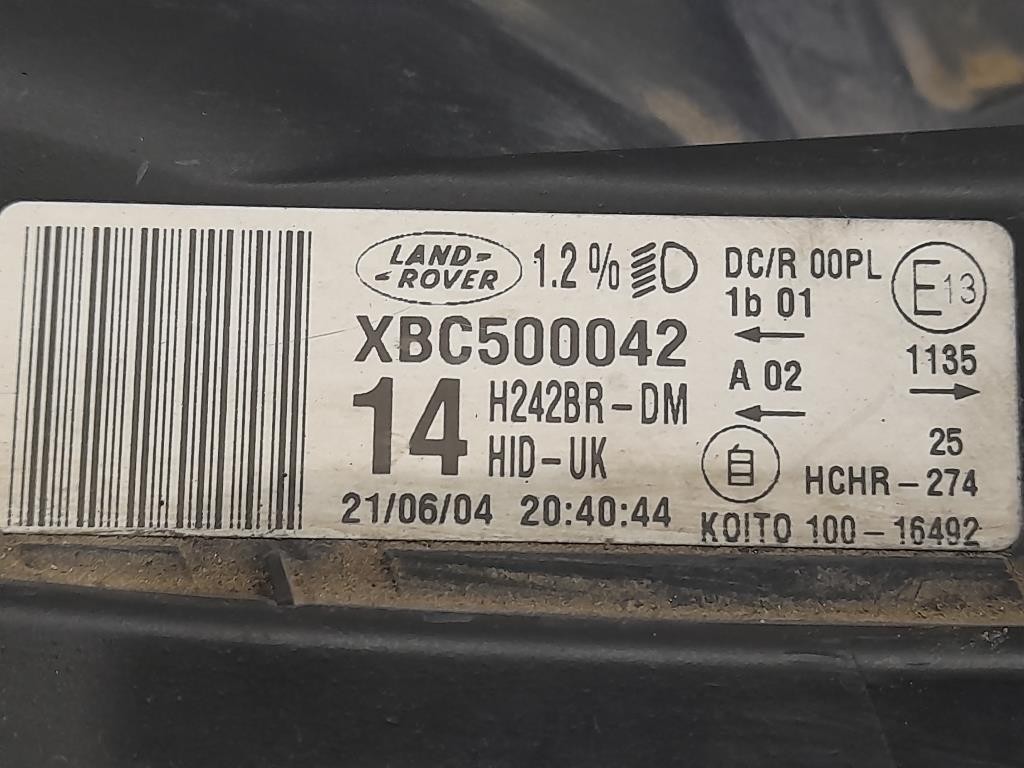 LAND-
-ROVER
1.2%
XBC500042
14
H242BR-DM
HID-UK
21/06/04 20:40:44
DC/R 00PL
1b 01
A 02
E13
1135
25
HCHR-274
KOITO 100-16492